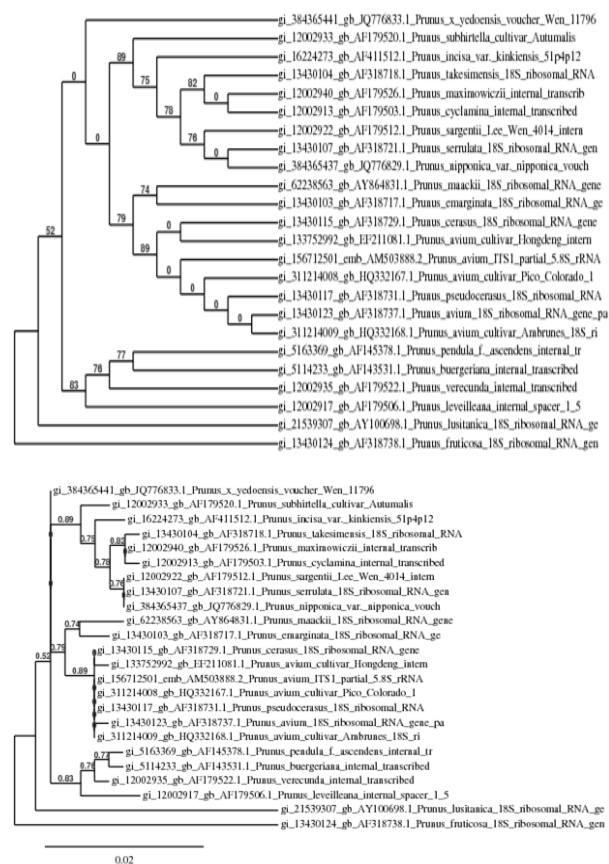 gi_384365441_gb_JQ776833.1_Prunus_x_yedoensis_voucher_Wen_11796
gi_12002933_gb_AF179520.1_Prunus_subhirtella_cultivar_Autumalis
gi_16224273_gb_AF411512.1_Prunus_incisa_var._kinkiensis_51p4p12
gi_13430104_gb_AF318718.1_Prunus_takesimensis_18S_ribosomal_RNA
gi_12002940_gb_AF179526.1_Prunus_maximowiczii_internal_transcrib
gi_12002913_gb_AF179503.1_Prunus_cyclamina_internal_transcribed
gi_12002922_gb_AF179512.1_Prunus_sargentii_Lee_Wen_4014_intern
gi_13430107_gb_AF318721.1_Prunus_serrulata_18S_ribosomal_RNA_gen
gi_384365437_gb_JQ776829.1_Prunus_nipponica_var._nipponica_vouch
gi_62238563_gb_AY864831.1_Prunus_maackii_18S_ribosomal_RNA_gene
gi_13430103_gb_AF318717.1_Prunus_emarginata_18S_ribosomal_RNA_ge
gi_13430115_gb_AF318729.1_Prunus_cerasus_18S_ribosomal_RNA_gene
gi_133752992_gb_EF211081.1_Prunus_avium_cultivar_Hongdeng_intern
gi_156712501_emb_AM503888.2_Prunus_avium_ITS1_partial_5.8S_rRNA
gi_311214008_gb_HQ332167.1_Prunus_avium_cultivar_Pico_Colorado_1
gi_13430117_gb_AF318731.1_Prunus_pseudocerasus_18S_ribosomal_RNA
gi_13430123_gb_AF318737.1_Prunus_avium_18S_ribosomal_RNA_gene_pa
gi_311214009_gb_HQ332168.1_Prunus_avium_cultivar_Ambrunes_18S_ri
gi_5163369_gb_AF145378.1_Prunus_pendula_f._ascendens_internal_tr
gi_5114233_gb_AF143531.1_Prunus_buergeriana_internal_transcribed
gi_12002935_gb_AF179522.1_Prunus_verecunda_internal_transcribed
gi_12002917_gb_AF179506.1_Prunus_leveilleana_internal_spacer_1_5
gi_21539307_gb_AY100698.1_Prunus_lusitanica_18S_ribosomal_RNA_ge
gi_13430124_gb_AF318738.1_Prunus_fruticosa_18S_ribosomal_RNA_gen
0
89
75
82
0
78
0
76
0
74
79
0
89
0
0
0
0
0
52
77
76
83
gi_384365441_gb_JQ776833.1_Prunus_x_yedoensis_voucher_Wen_11796
gi_12002933_gb_AF179520.1_Prunus_subhirtella_cultivar_Autumalis
gi_16224273_gb_AF411512.1_Prunus_incisa_var._kinkiensis_51p4p12
gi_13430104_gb_AF318718.1_Prunus_takesimensis_18S_ribosomal_RNA
gi_12002940_gb_AF179526.1_Prunus_maximowiczii_internal_transcrib
gi_12002913_gb_AF179503.1_Prunus_cyclamina_internal_transcribed
gi_12002922_gb_AF179512.1_Prunus_sargentii_Lee_Wen_4014_intern
gi_13430107_gb_AF318721.1_Prunus_serrulata_18S_ribosomal_RNA_gen
gi_384365437_gb_JQ776829.1_Prunus_nipponica_var._nipponica_vouch
gi_62238563_gb_AY864831.1_Prunus_maackii_18S_ribosomal_RNA_gene
gi_13430103_gb_AF318717.1_Prunus_emarginata_18S_ribosomal_RNA_ge
gi_13430115_gb_AF318729.1_Prunus_cerasus_18S_ribosomal_RNA_gene
gi_133752992_gb_EF211081.1_Prunus_avium_cultivar_Hongdeng_intern
gi_156712501_emb_AM503888.2_Prunus_avium_ITS1_partial_5.8S_rRNA
gi_311214008_gb_HQ332167.1_Prunus_avium_cultivar_Pico_Colorado_1
gi_13430117_gb_AF318731.1_Prunus_pseudocerasus_18S_ribosomal_RNA
gi_13430123_gb_AF318737.1_Prunus_avium_18S_ribosomal_RNA_gene_pa
gi_311214009_gb_HQ332168.1_Prunus_avium_cultivar_Ambrunes_18S_ri
gi_5163369_gb_AF145378.1_Prunus_pendula_f._ascendens_internal_tr
gi_5114233_gb_AF143531.1_Prunus_buergeriana_internal_transcribed
gi_12002935_gb_AF179522.1_Prunus_verecunda_internal_transcribed
gi_12002917_gb_AF179506.1_Prunus_leveilleana_internal_spacer_1_5
gi_21539307_gb_AY100698.1_Prunus_lusitanica_18S_ribosomal_RNA_ge
gi_13430124_gb_AF318738.1_Prunus_fruticosa_18S_ribosomal_RNA_gen
0.89
0.75
0.82
0.78
0.76
0.74
0.79
0.52
0.89
0.77
0.76
0.83
0.02